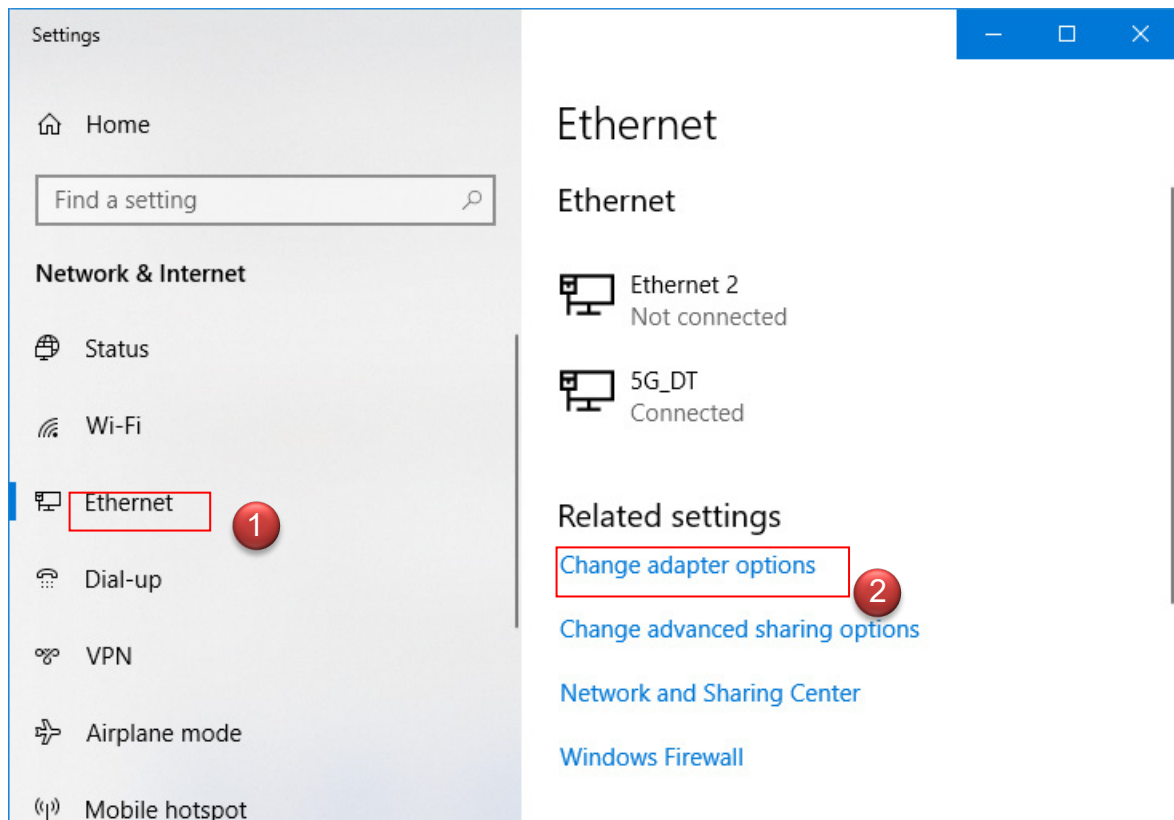 Settings
Home
Find a setting
Network & Internet
Status
Wi-Fi
Ethernet
1
Dial-up
VPN
Airplane mode
Mobile hotspot
Ethernet
Ethernet
Ethernet 2
Not connected
5G_DT
Connected
Related settings
Change adapter options
2
Change advanced sharing options
Network and Sharing Center
Windows Firewall